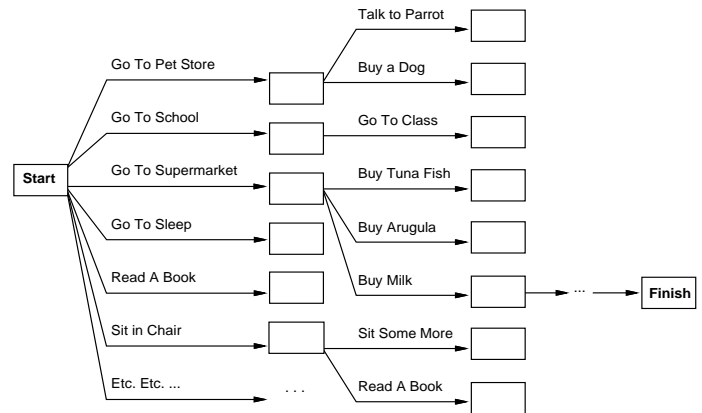 Talk to Parrot
Go To Pet Store
Buy a Dog
Go To School
Go To Class
Start
Go To Supermarket
Buy Tuna Fish
Go To Sleep
Buy Arugula
Read A Book
Buy Milk
...
Finish
Sit in Chair
Sit Some More
Etc. Etc. ...
. . .
Read A Book